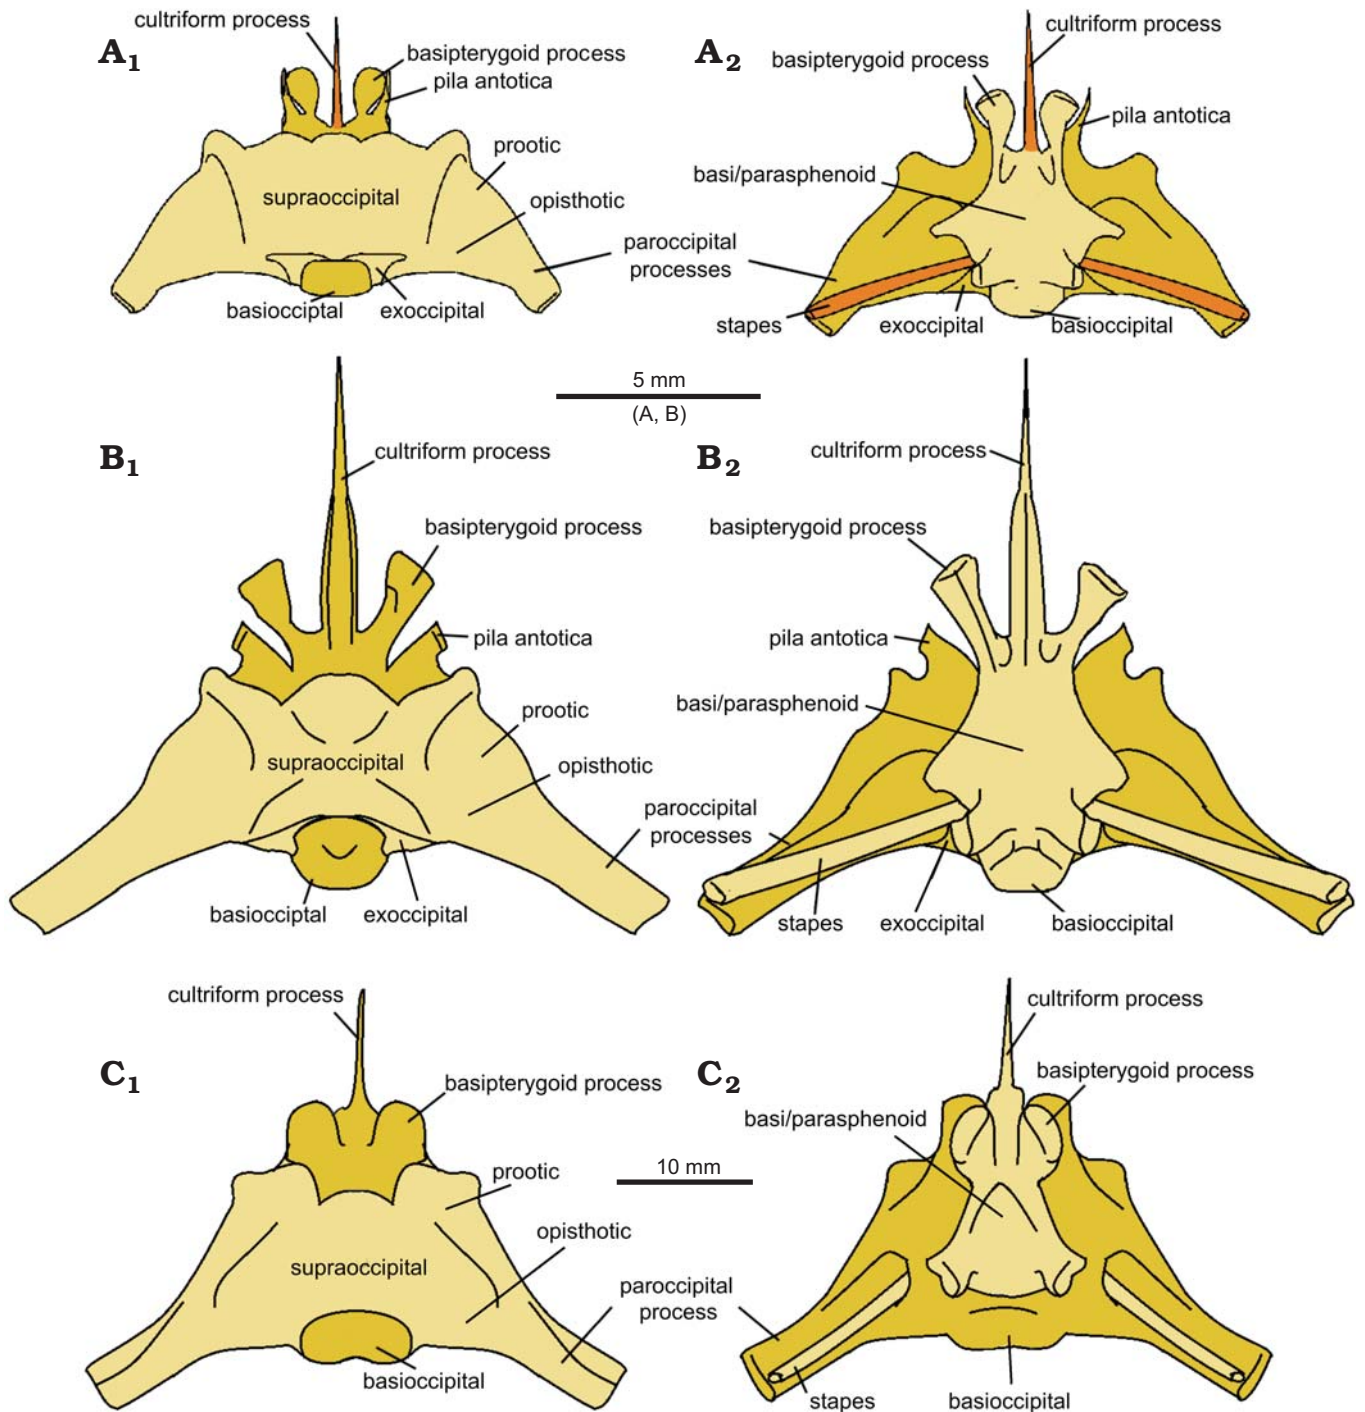 A1
cultriform process
basipterygoid process
pila antotica
prootic
supraoccipital
opisthotic
paroccipital
processes
basiocciptal
exoccipital
A2
cultriform process
basipterygoid process
pila antotica
basi/parasphenoid
stapes
exoccipital
basioccipital
5 mm
(A, B)
B1
cultriform process
basipterygoid process
pila antotica
prootic
supraoccipital
opisthotic
paroccipital
processes
basiocciptal
exoccipital
B2
cultriform process
basipterygoid process
pila antotica
basi/parasphenoid
stapes
exoccipital
basioccipital
C1
cultriform process
basipterygoid process
prootic
opisthotic
supraoccipital
paroccipital
process
basioccipital
10 mm
C2
cultriform process
basipterygoid process
basi/parasphenoid
stapes
basioccipital